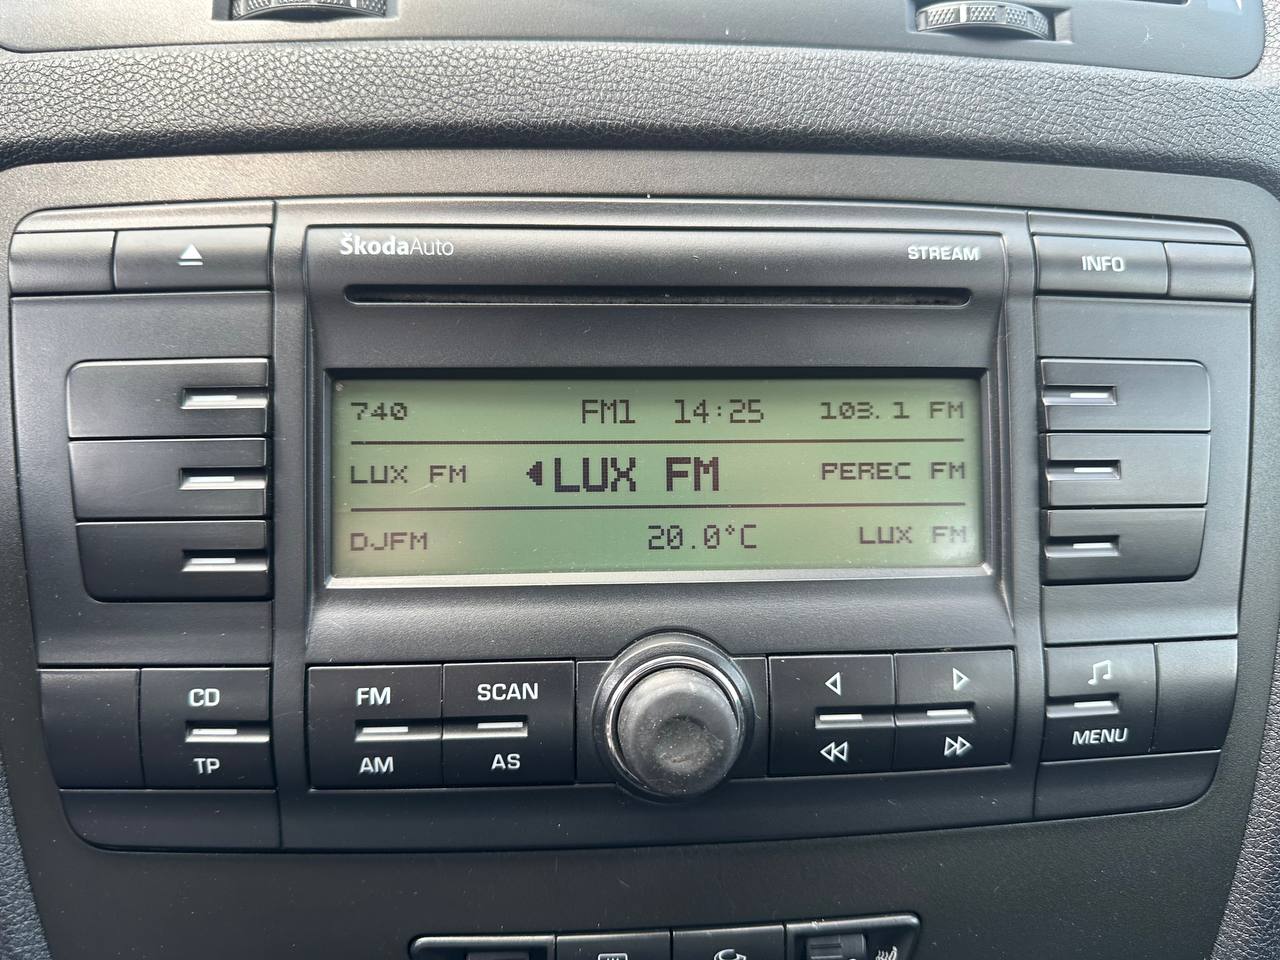 ŠkodaAuto STREAM INFO
740 FM1 14:25 103.1 FM
LUX FM LUX FM PEREC FM
DJFM 20.0°C LUX FM
CD FM SCAN
TP AM AS MENU